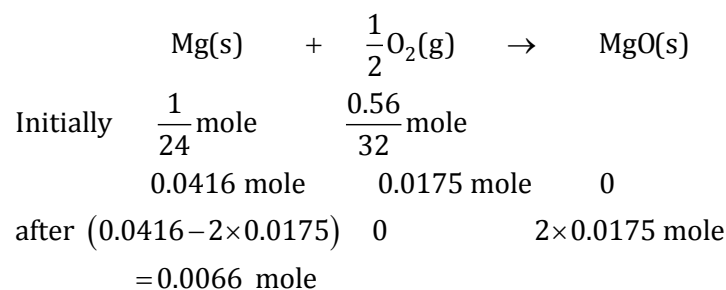 Mg(s) + 1/2 O₂(g) → MgO(s)
Initially 1/24 mole 0.56/32 mole
0.0416 mole 0.0175 mole 0
after (0.0416−2×0.0175) 0 2×0.0175 mole
=0.0066 mole